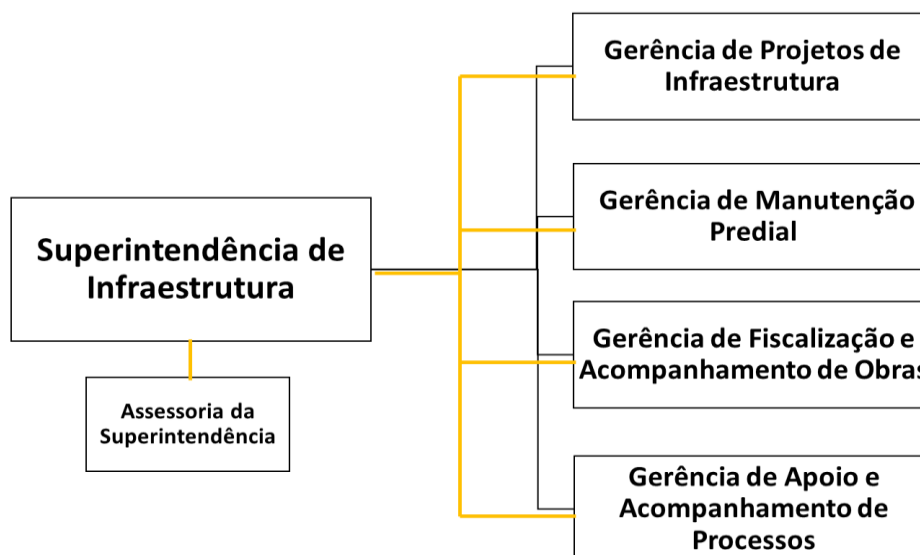 Superintendência de
Infraestrutura
Assessoria da
Superintendência
Gerência de Projetos de
Infraestrutura
Gerência de Manutenção
Predial
Gerência de Fiscalização e
Acompanhamento de Obras
Gerência de Apoio e
Acompanhamento de
Processos